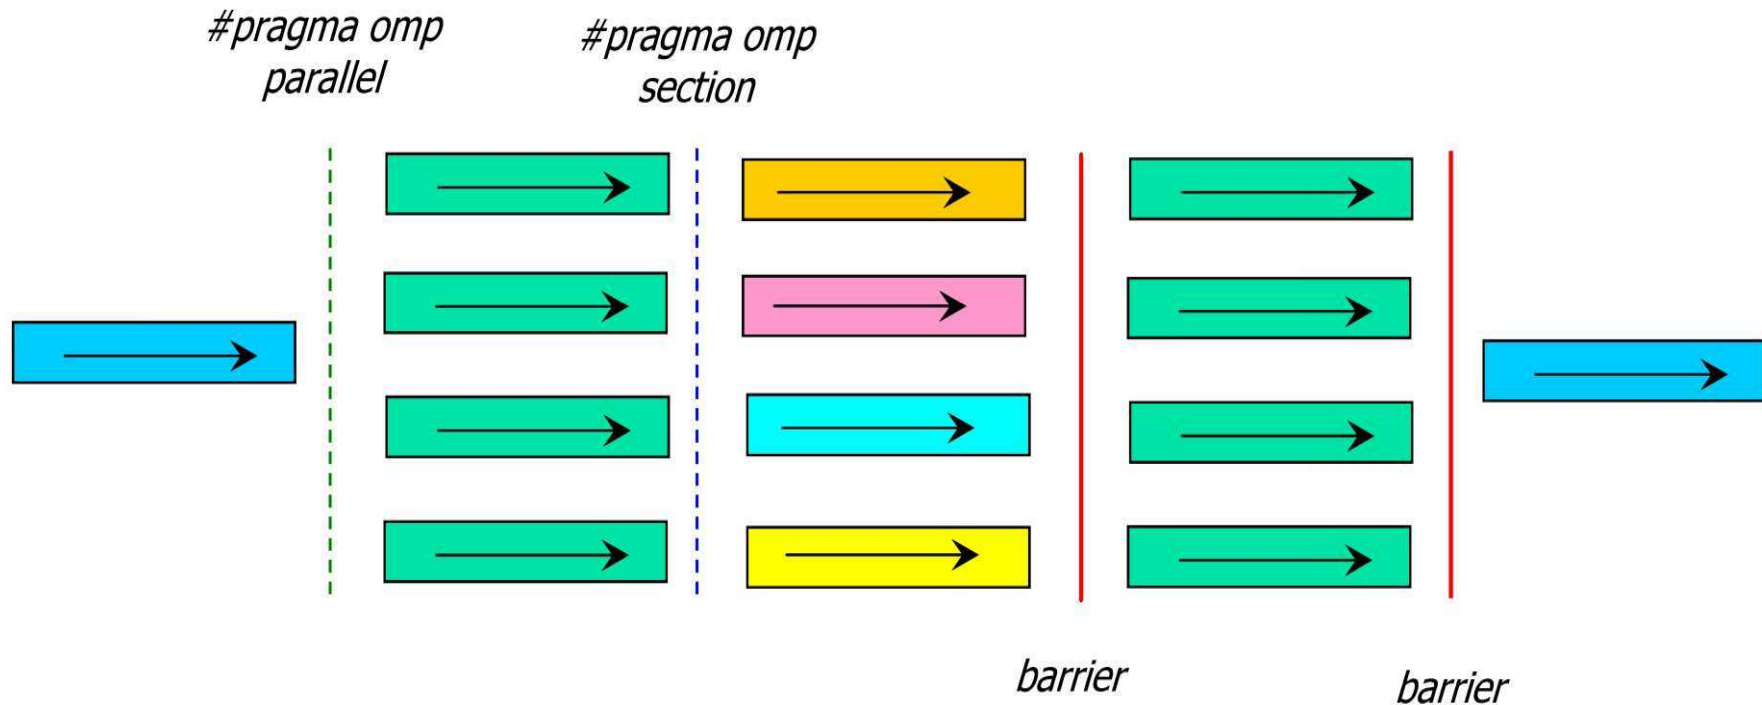 #pragma omp
parallel
#pragma omp
section
barrier
barrier